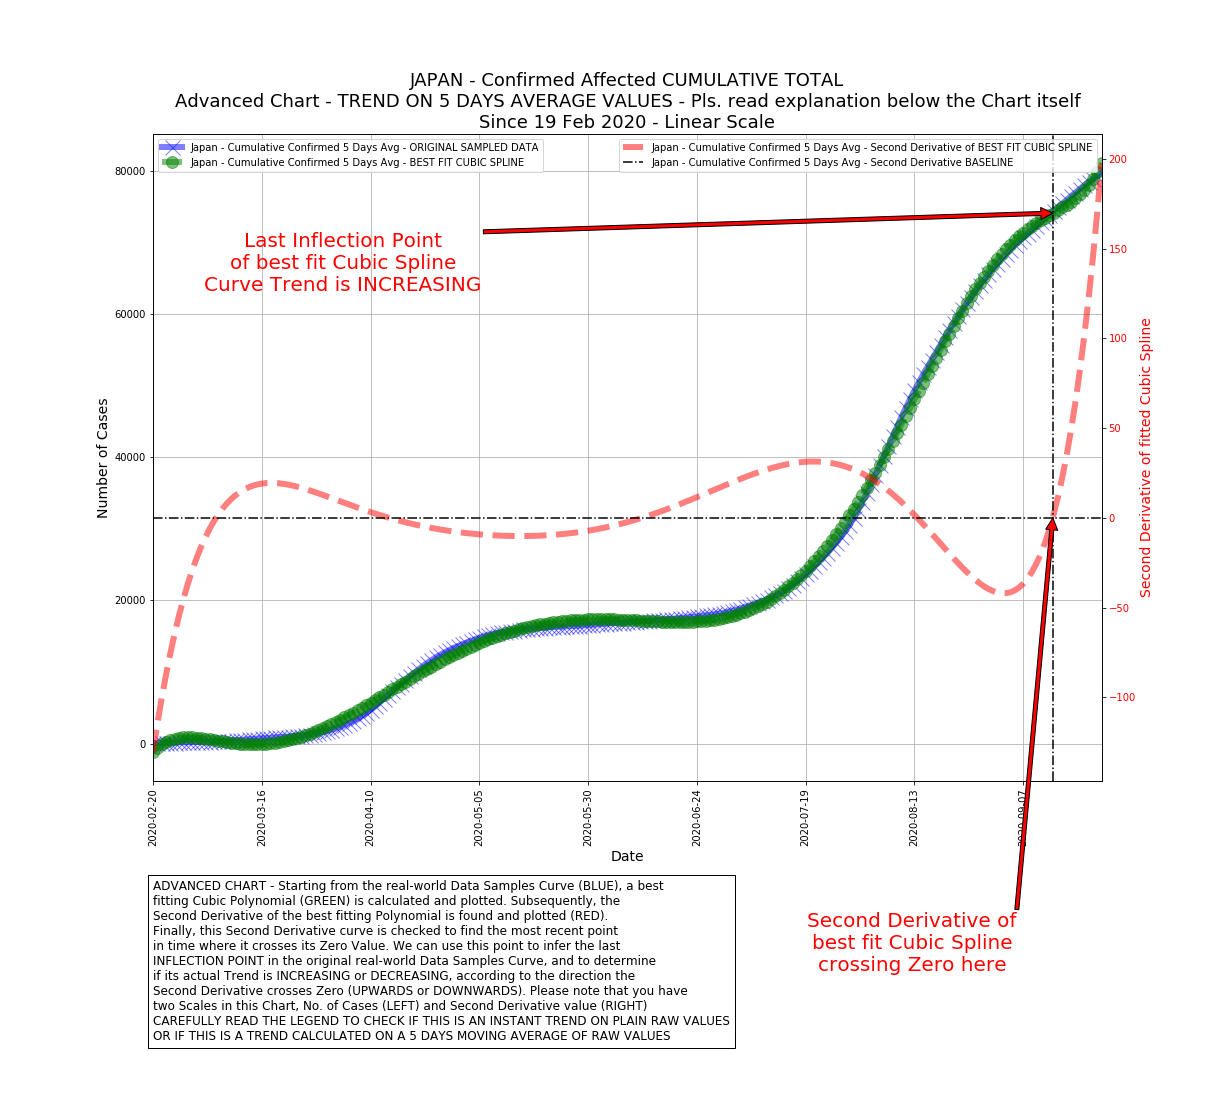 JAPAN - Confirmed Affected CUMULATIVE TOTAL
Advanced Chart - TREND ON 5 DAYS AVERAGE VALUES - Pls. read explanation below the Chart itself
Since 19 Feb 2020 - Linear Scale
Japan - Cumulative Confirmed 5 Days Avg - ORIGINAL SAMPLED DATA
Japan - Cumulative Confirmed 5 Days Avg - BEST FIT CUBIC SPLINE
Japan - Cumulative Confirmed 5 Days Avg - Second Derivative of BEST FIT CUBIC SPLINE
Japan - Cumulative Confirmed 5 Days Avg - Second Derivative BASELINE
Last Inflection Point
of best fit Cubic Spline
Curve Trend is INCREASING
Number of Cases
80000
60000
40000
20000
0
Second Derivative of fitted Cubic Spline
200
150
100
50
0
−50
−100
2020-02-20
2020-03-16
2020-04-10
2020-05-05
2020-05-30
2020-06-24
2020-07-19
2020-08-13
2020-09-07
Date
ADVANCED CHART - Starting from the real-world Data Samples Curve (BLUE), a best
fitting Cubic Polynomial (GREEN) is calculated and plotted. Subsequently, the
Second Derivative of the best fitting Polynomial is found and plotted (RED).
Finally, this Second Derivative curve is checked to find the most recent point
in time where it crosses its Zero Value. We can use this point to infer the last
INFLECTION POINT in the original real-world Data Samples Curve, and to determine
if its actual Trend is INCREASING or DECREASING, according to the direction the
Second Derivative crosses Zero (UPWARDS or DOWNWARDS). Please note that you have
two Scales in this Chart, No. of Cases (LEFT) and Second Derivative value (RIGHT)
CAREFULLY READ THE LEGEND TO CHECK IF THIS IS AN INSTANT TREND ON PLAIN RAW VALUES
OR IF THIS IS A TREND CALCULATED ON A 5 DAYS MOVING AVERAGE OF RAW VALUES
Second Derivative of
best fit Cubic Spline
crossing Zero here